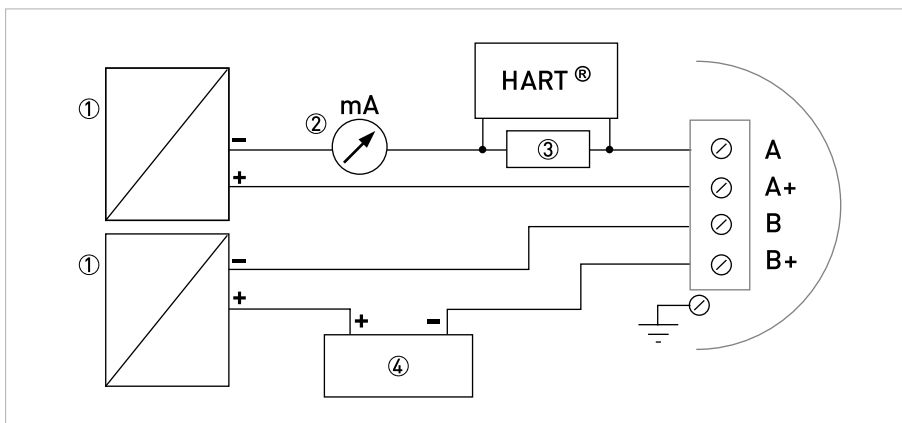 HART ®
① ② mA
− ③ A
+ A+
B
① − B+
+ + −
④